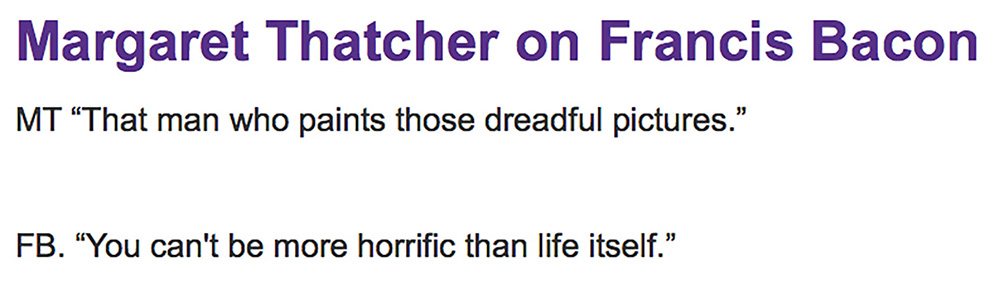 Margaret Thatcher on Francis Bacon
MT “That man who paints those dreadful pictures.”
FB. “You can't be more horrific than life itself.”